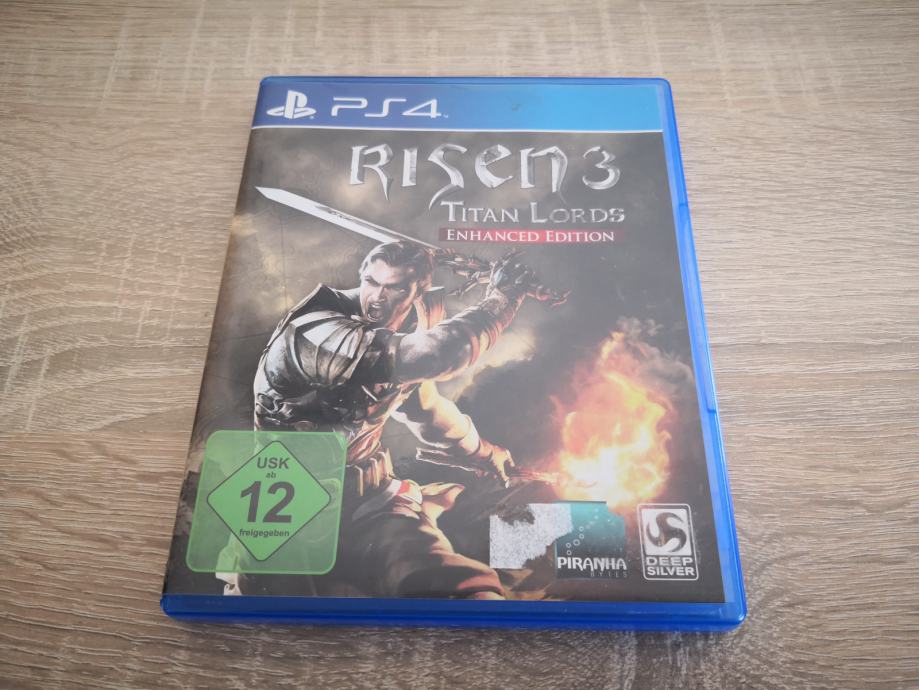 PS4
RISEN 3
TITAN LORDS
ENHANCED EDITION
USK
ab
12
freigegeben
PIRANHA
BYTES
DEEP
SILVER